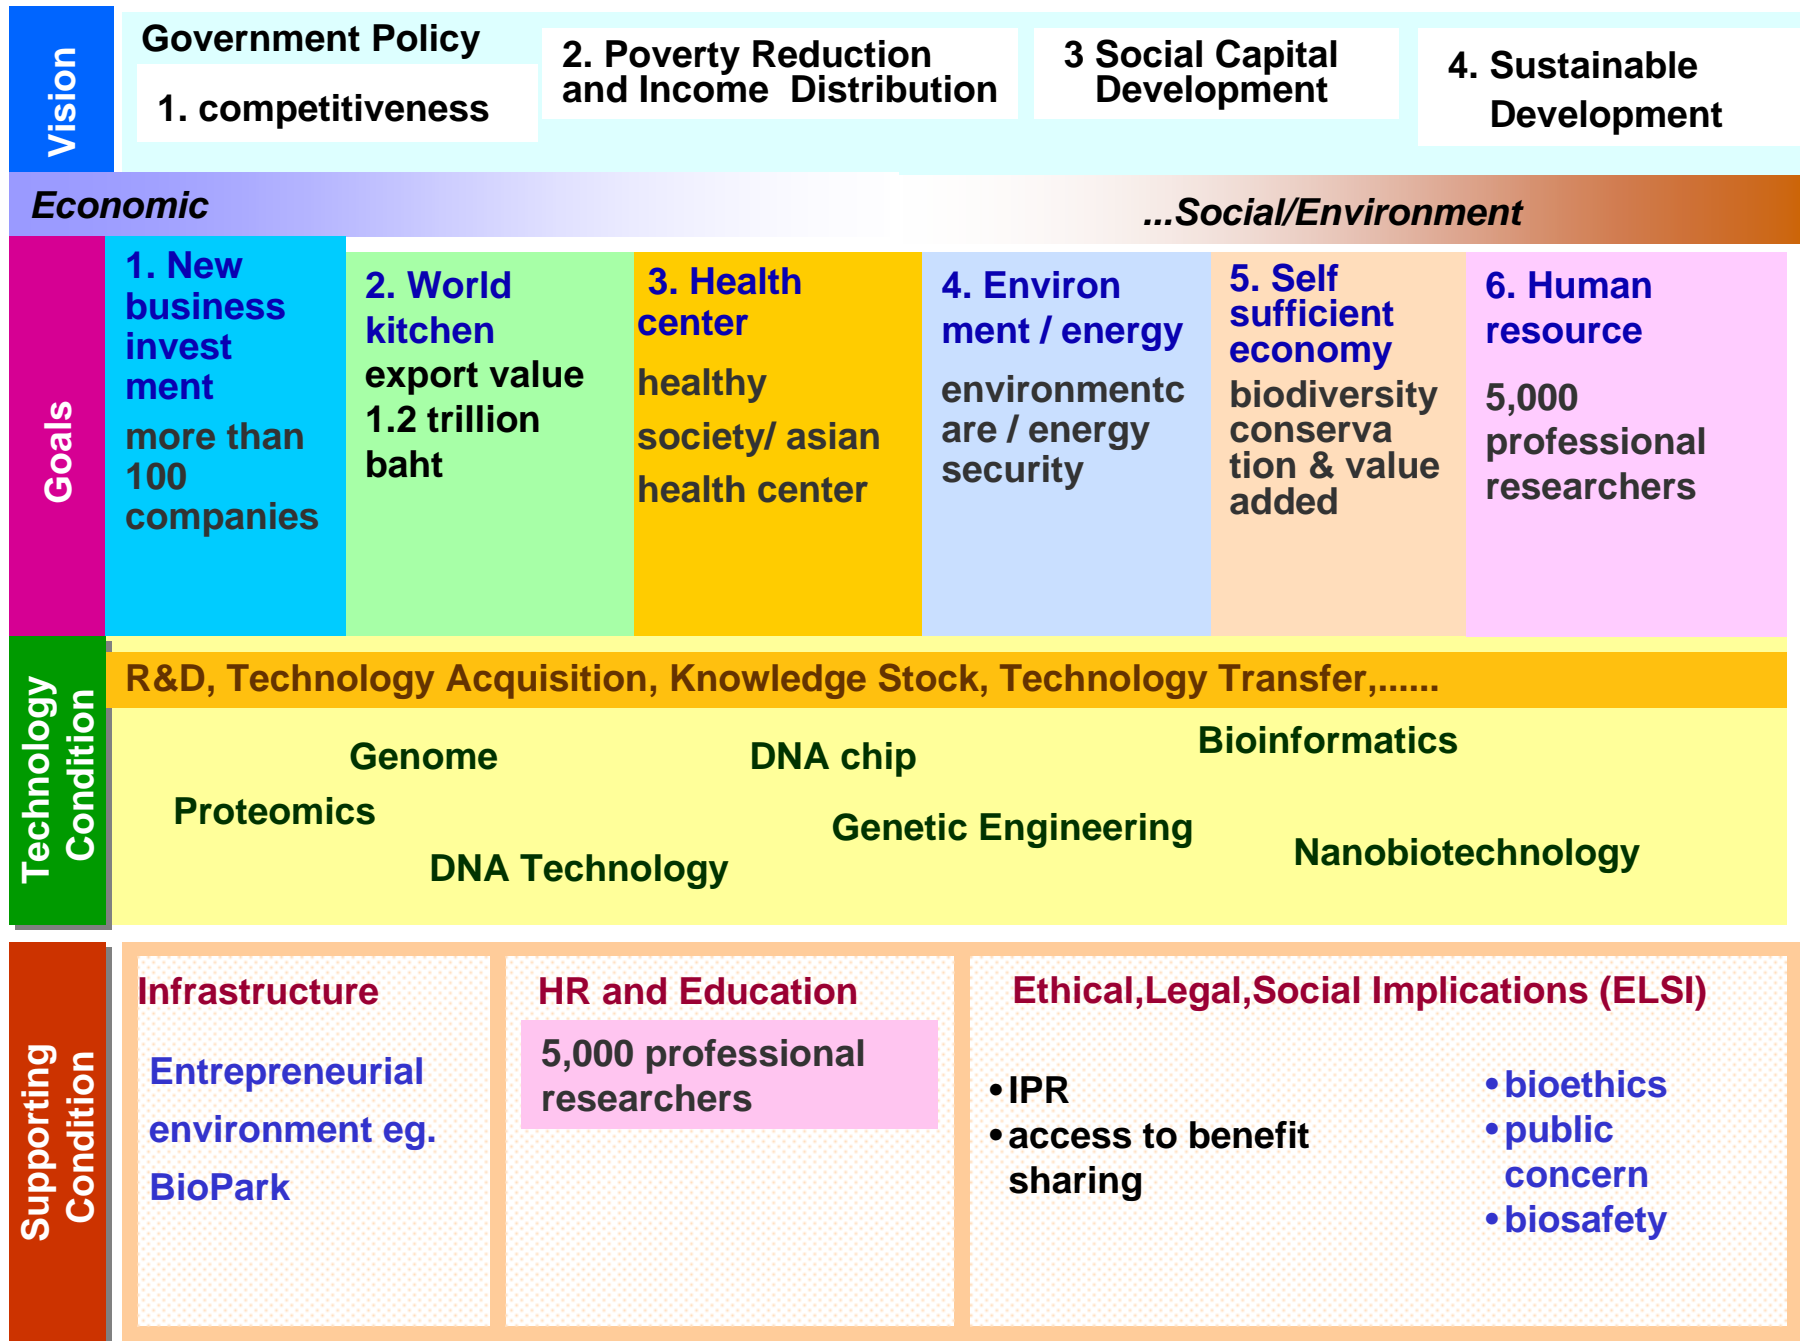 Vision
Government Policy
1. competitiveness
2. Poverty Reduction
and Income Distribution
3 Social Capital
Development
4. Sustainable
Development
Economic
...Social/Environment
Goals
1. New
business
invest
ment
more than
100
companies
2. World
kitchen
export value
1.2 trillion
baht
3. Health
center
healthy
society/ asian
health center
4. Environ
ment / energy
environmentc
are / energy
security
5. Self
sufficient
economy
biodiversity
conserva
tion & value
added
6. Human
resource
5,000
professional
researchers
Technology
Condition
R&D, Technology Acquisition, Knowledge Stock, Technology Transfer,......
Genome
DNA chip
Bioinformatics
Proteomics
Genetic Engineering
DNA Technology
Nanobiotechnology
Supporting
Condition
Infrastructure
Entrepreneurial
environment eg.
BioPark
HR and Education
5,000 professional
researchers
Ethical,Legal,Social Implications (ELSI)
•IPR
•access to benefit
sharing
•bioethics
•public
concern
•biosafety